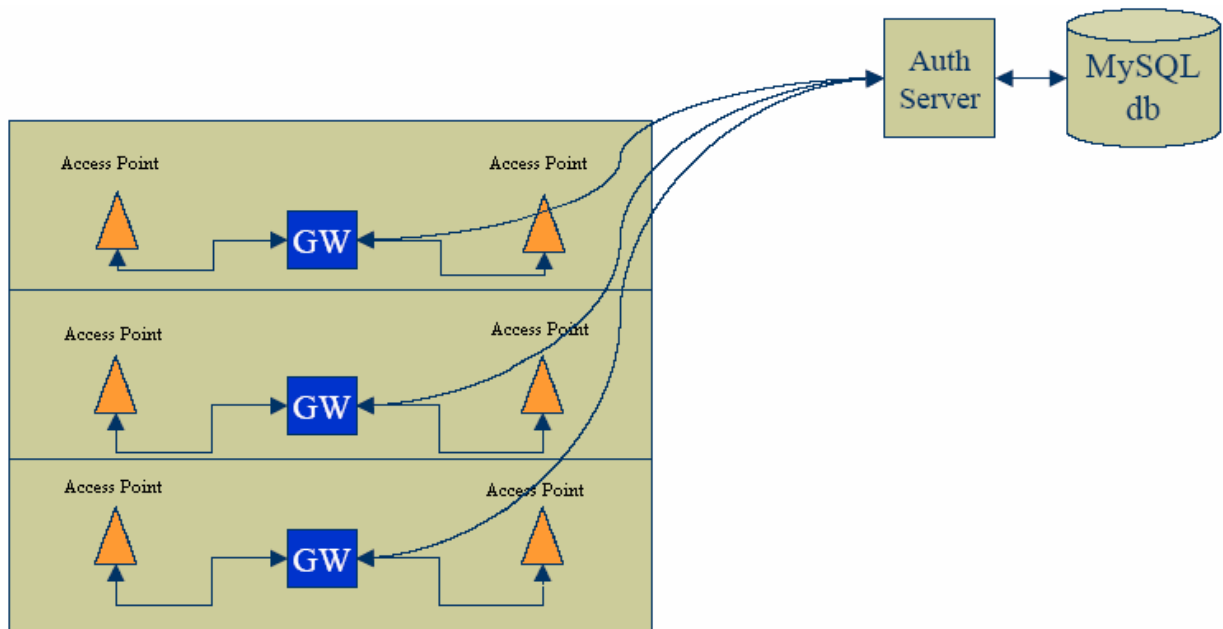 Auth
Server
MySQL
db
Access Point
Access Point
GW
Access Point
Access Point
GW
Access Point
Access Point
GW